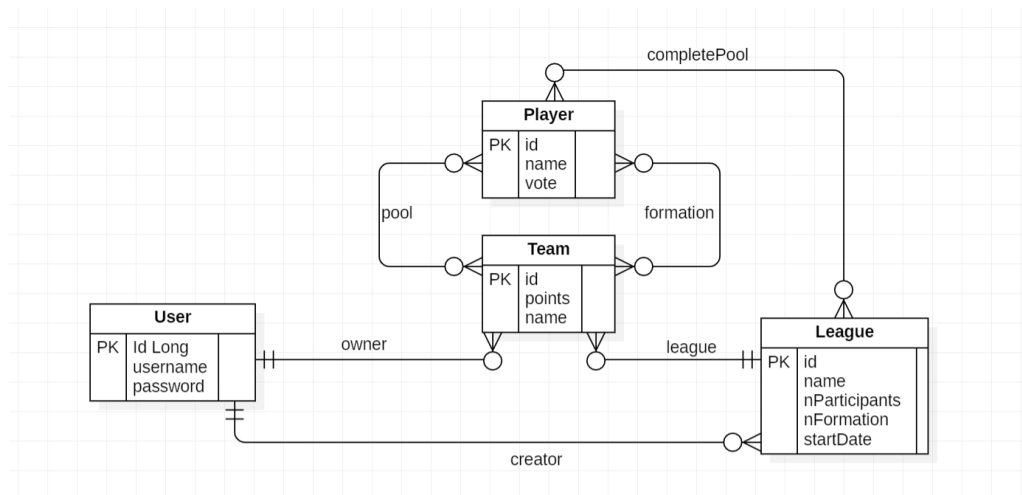 completePool
Player
PK id
name
vote
pool
formation
Team
PK id
points
name
User
PK Id Long
username
password
owner
league
League
PK id
name
nParticipants
nFormation
startDate
creator